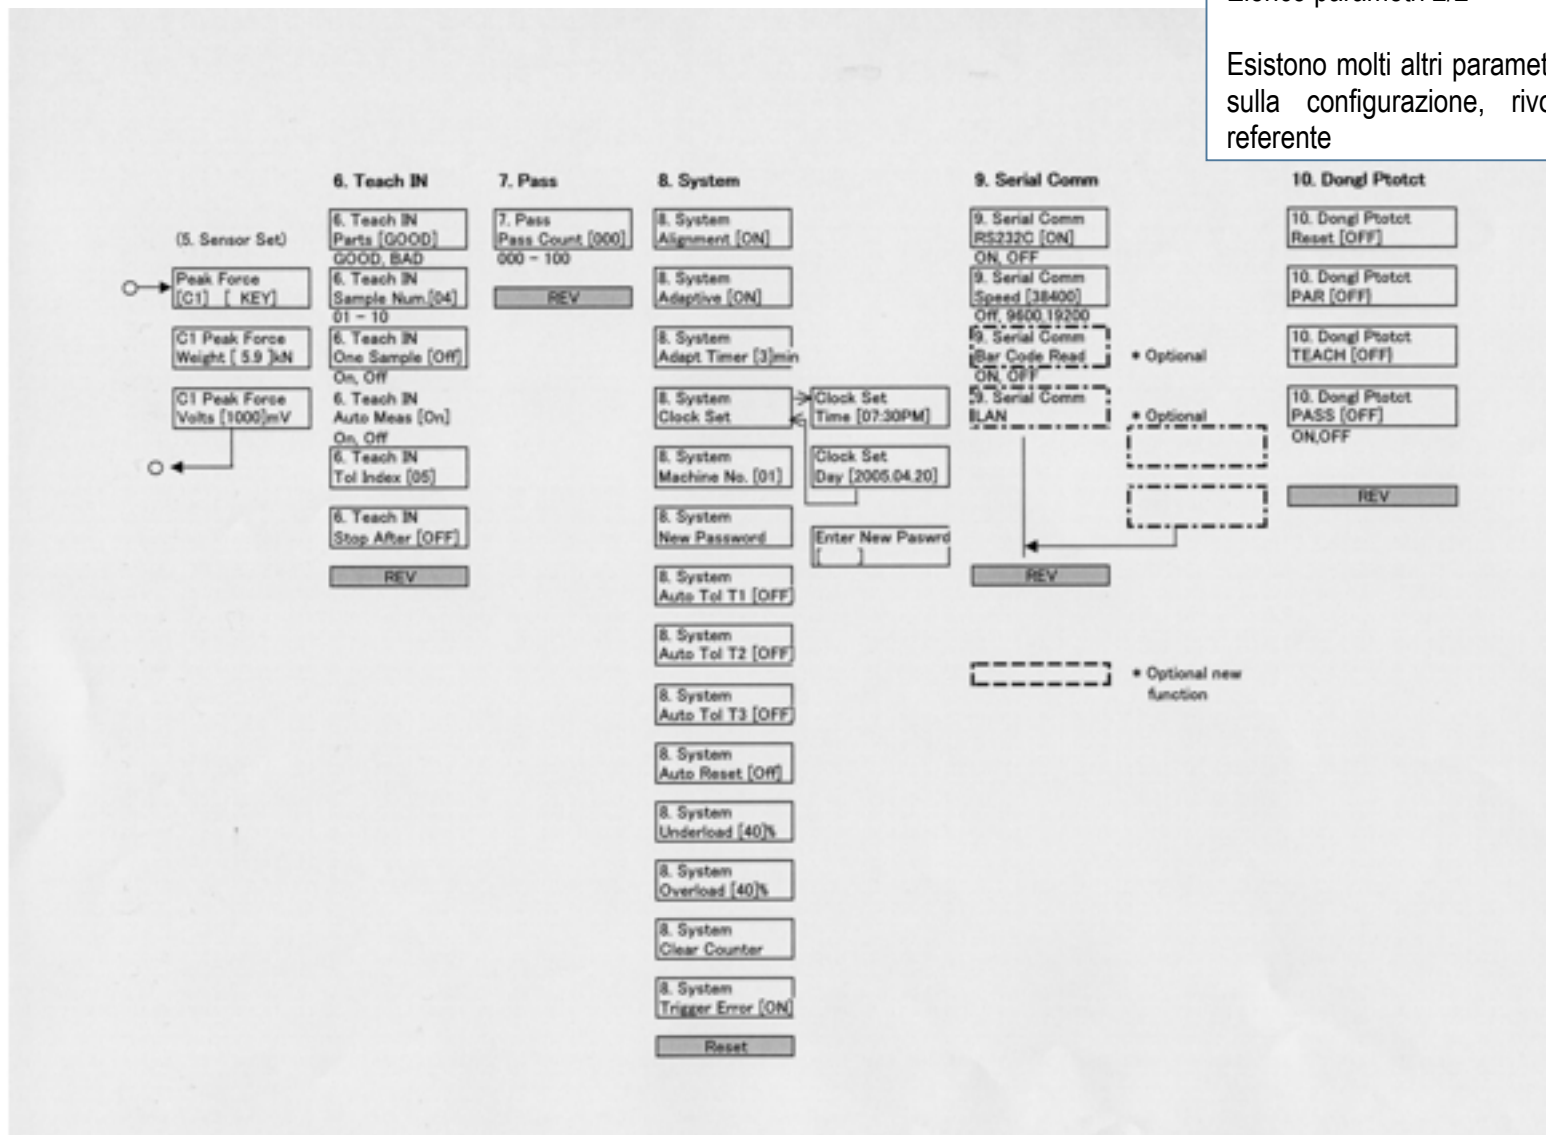 Elenco parametri 2/2
Esistono molti altri paramet
sulla configurazione, rivo
referente
(5. Sensor Set)
Peak Force
[C1] [ KEY]
C1 Peak Force
Weight [ 5.9 ]kN
C1 Peak Force
Volts [1000]mV
6. Teach IN
6. Teach IN
Parts [GOOD]
GOOD, BAD
6. Teach IN
Sample Num.[04]
01 - 10
6. Teach IN
One Sample [Off]
On, Off
6. Teach IN
Auto Meas [On]
On, Off
6. Teach IN
Tol Index [05]
6. Teach IN
Stop After [OFF]
REV
7. Pass
7. Pass
Pass Count [000]
000 - 100
REV
8. System
8. System
Alignment [ON]
8. System
Adaptive [ON]
8. System
Adapt Timer [3]min
8. System
Clock Set
8. System
Machine No. [01]
8. System
New Password
8. System
Auto Tol T1 [OFF]
8. System
Auto Tol T2 [OFF]
8. System
Auto Tol T3 [OFF]
8. System
Auto Reset [Off]
8. System
Underload [40]%
8. System
Overload [40]%
8. System
Clear Counter
8. System
Trigger Error [ON]
Reset
Clock Set
Time [07:30PM]
Clock Set
Day [2005.04.20]
Enter New Paswrd
[ ]
9. Serial Comm
9. Serial Comm
RS232C [ON]
ON, OFF
9. Serial Comm
Speed [38400]
Off, 9600,19200
9. Serial Comm
Bar Code Read
ON, OFF
9. Serial Comm
LAN
* Optional
* Optional
REV
* Optional new
function
10. Dongl Ptotct
10. Dongl Ptotct
Reset [OFF]
10. Dongl Ptotct
PAR [OFF]
10. Dongl Ptotct
TEACH [OFF]
10. Dongl Ptotct
PASS [OFF]
ON,OFF
REV